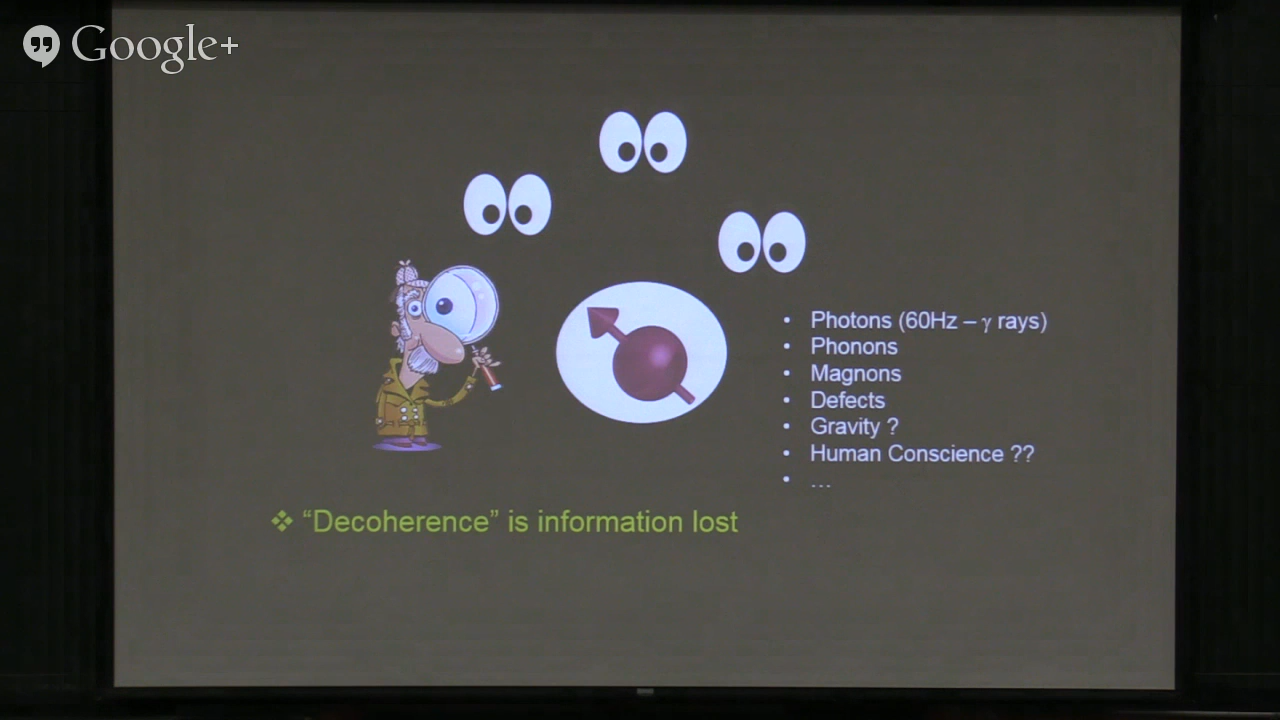 Google+
• Photons (60Hz – γ rays)
• Phonons
• Magnons
• Defects
• Gravity ?
• Human Conscience ??
• ...
❖ “Decoherence” is information lost